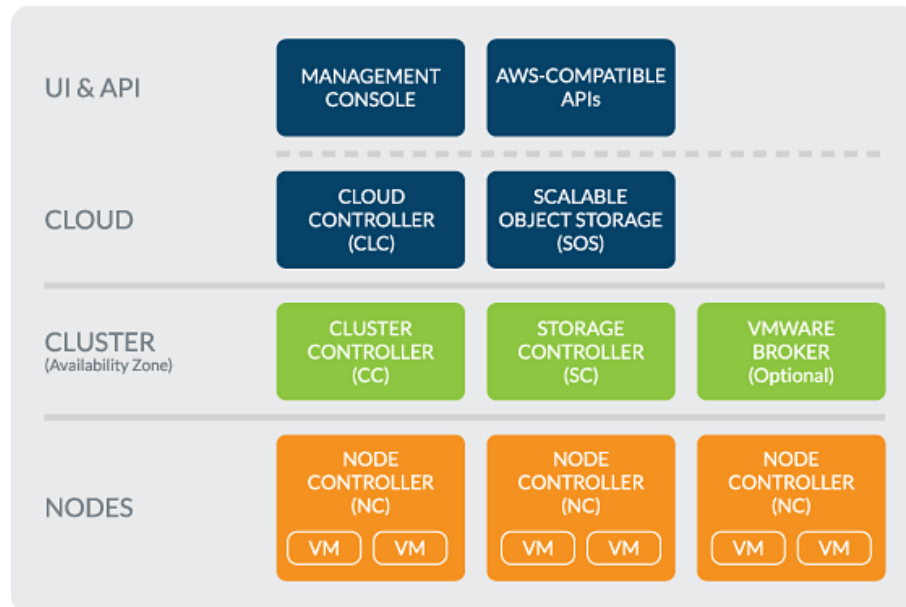 UI & API
MANAGEMENT
CONSOLE
AWS-COMPATIBLE
APIs
CLOUD
CLOUD
CONTROLLER
(CLC)
SCALABLE
OBJECT STORAGE
(SOS)
CLUSTER
(Availability Zone)
CLUSTER
CONTROLLER
(CC)
STORAGE
CONTROLLER
(SC)
VMWARE
BROKER
(Optional)
NODES
NODE
CONTROLLER
(NC)
VM VM
NODE
CONTROLLER
(NC)
VM VM
NODE
CONTROLLER
(NC)
VM VM